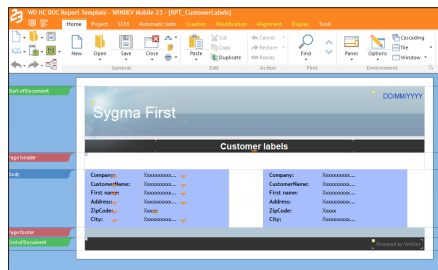 WD HC DOC Report Template - WINDEV Mobile 23 - [RPT_CustomerLabels]
Home Project SCM Automatic tests Creation Modification Alignment Display Tools
New Open Save Close Paste Cut Copy Duplicate Cancel Restore Replay Find Panes Options Cascading Tile Window
iOS
General Edit Action Find Environment
Start of Document
DD/MM/YYYY
Sygma First
Customer labels
Page header
Body
Company: Xxxxxxxxxx... Company: Xxxxxxxxxx...
CustomerName: Xxxxxxxxxx... CustomerName: Xxxxxxxxxx...
First name: Xxxxxxxxxx... First name: Xxxxxxxxxx...
Address: Xxxxxxxxxx... Address: Xxxxxxxxxx...
ZipCode: Xxxxx ZipCode: Xxxxx
City: Xxxxxxxxxx... City: Xxxxxxxxxx...
Page footer
End of Document
Powered by WinDev